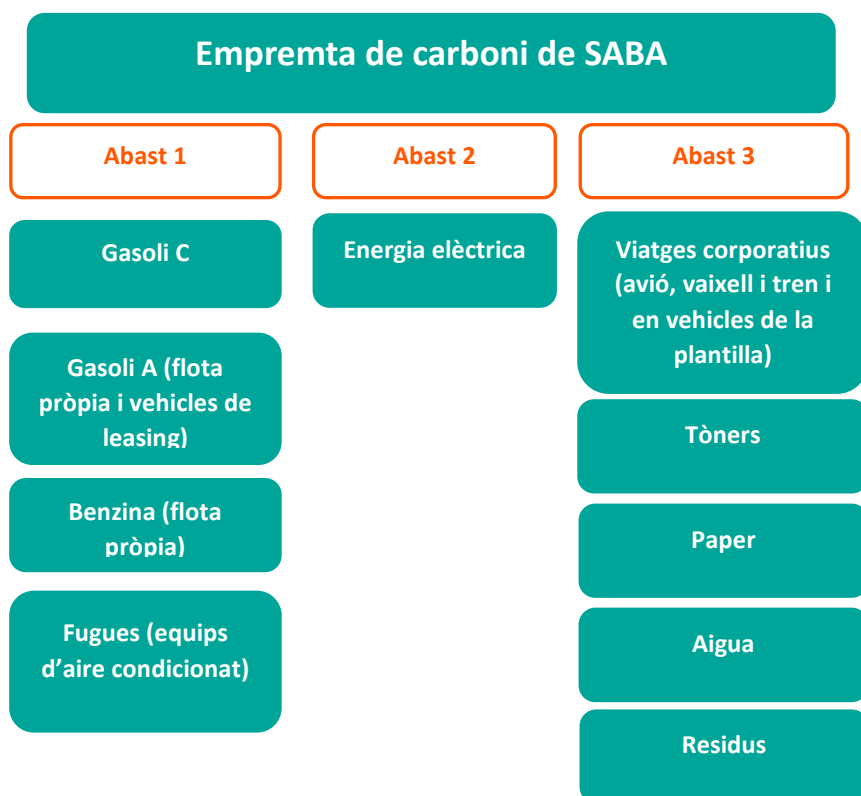 Empremta de carboni de SABA
Abast 1
Abast 2
Abast 3
Gasoli C
Gasoli A (flota
pròpia i vehicles de
leasing)
Benzina (flota
pròpia)
Fugues (equips
d’aire condicionat)
Energia elèctrica
Viatges corporatius
(avió, vaixell i tren i
en vehicles de la
plantilla)
Tòners
Paper
Aigua
Residus